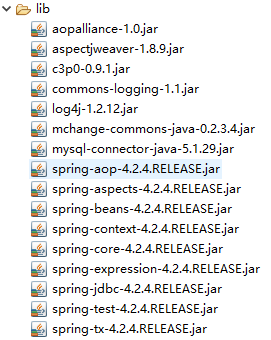 lib
aopalliance-1.0.jar
aspectjweaver-1.8.9.jar
c3p0-0.9.1.jar
commons-logging-1.1.jar
log4j-1.2.12.jar
mchange-commons-java-0.2.3.4.jar
mysql-connector-java-5.1.29.jar
spring-aop-4.2.4.RELEASE.jar
spring-aspects-4.2.4.RELEASE.jar
spring-beans-4.2.4.RELEASE.jar
spring-context-4.2.4.RELEASE.jar
spring-core-4.2.4.RELEASE.jar
spring-expression-4.2.4.RELEASE.jar
spring-jdbc-4.2.4.RELEASE.jar
spring-test-4.2.4.RELEASE.jar
spring-tx-4.2.4.RELEASE.jar